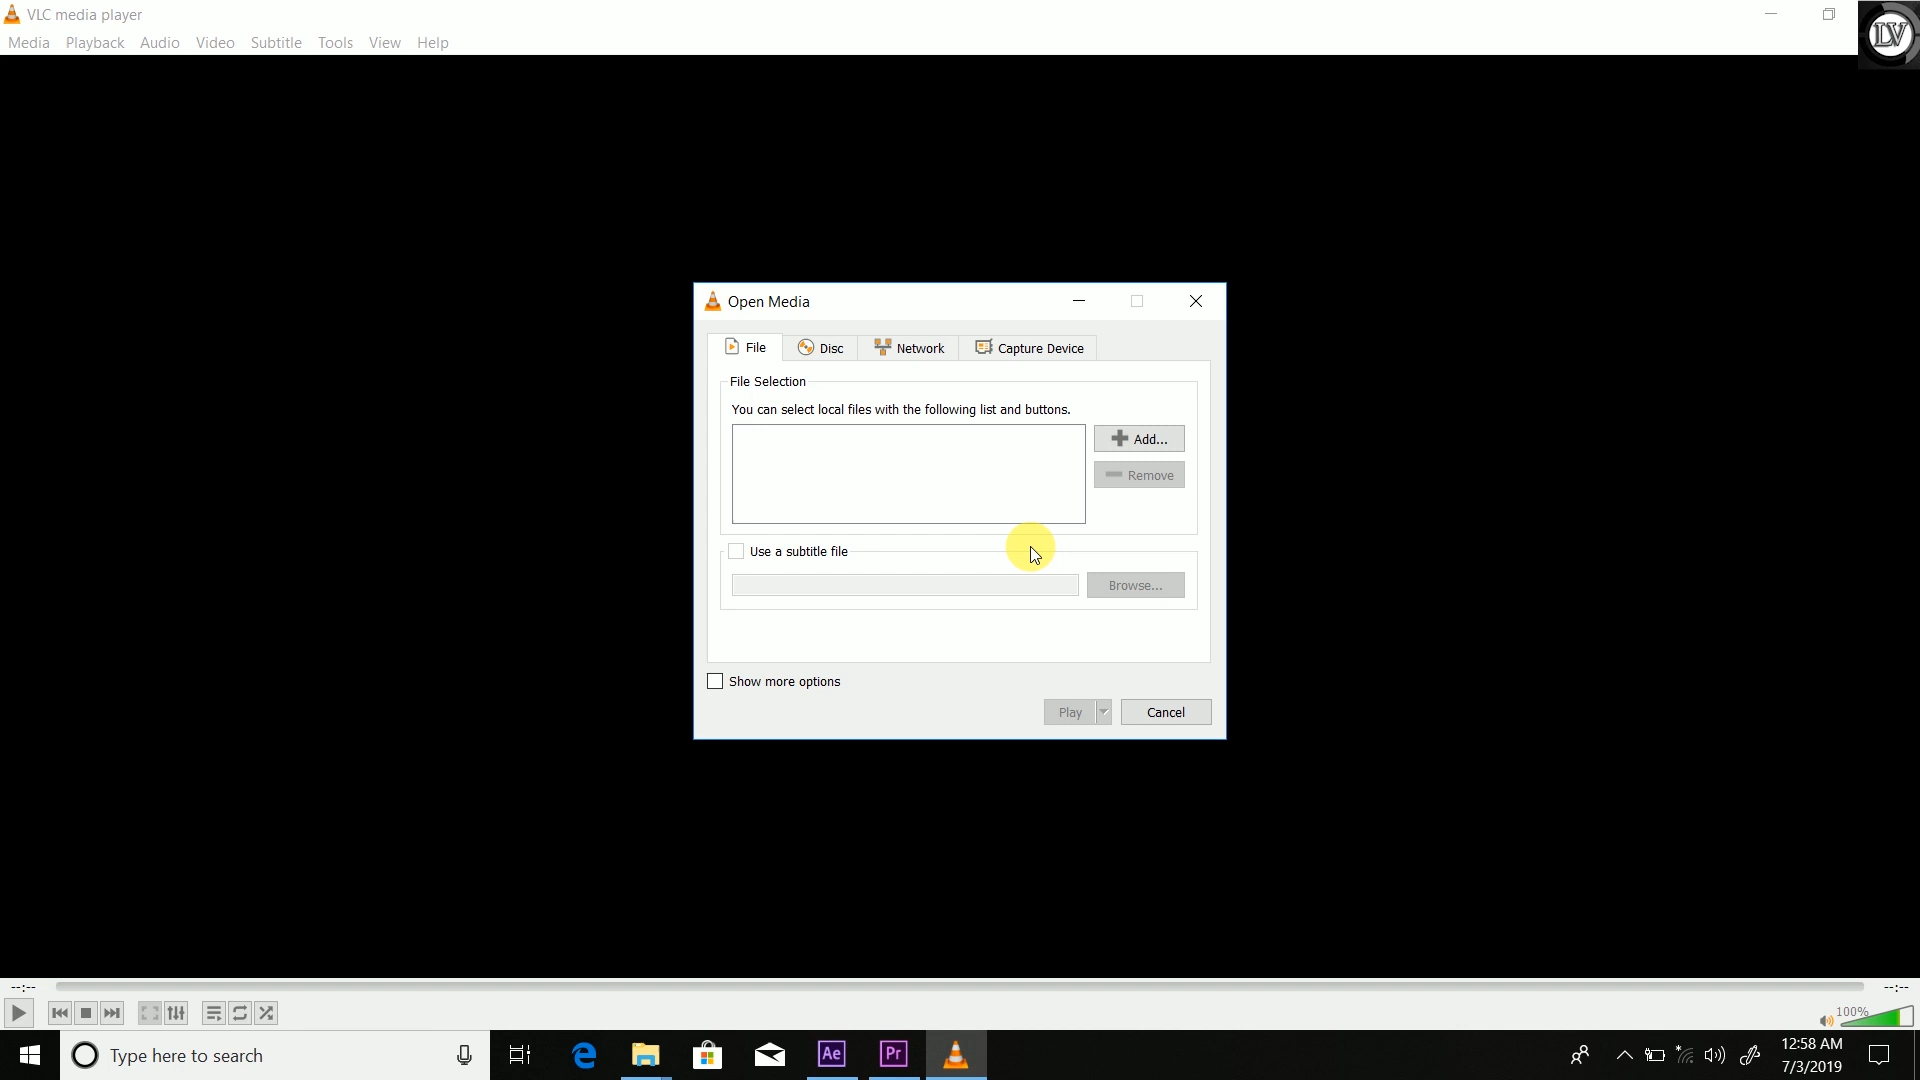 VLC media player
LV
Media Playback Audio Video Subtitle Tools View Help
Open Media
File Disc Network Capture Device
File Selection
You can select local files with the following list and buttons.
Add...
Remove
Use a subtitle file
Browse...
Show more options
Play Cancel
--:-- --:--
100%
Type here to search
Ae
Pr
12:58 AM
7/3/2019